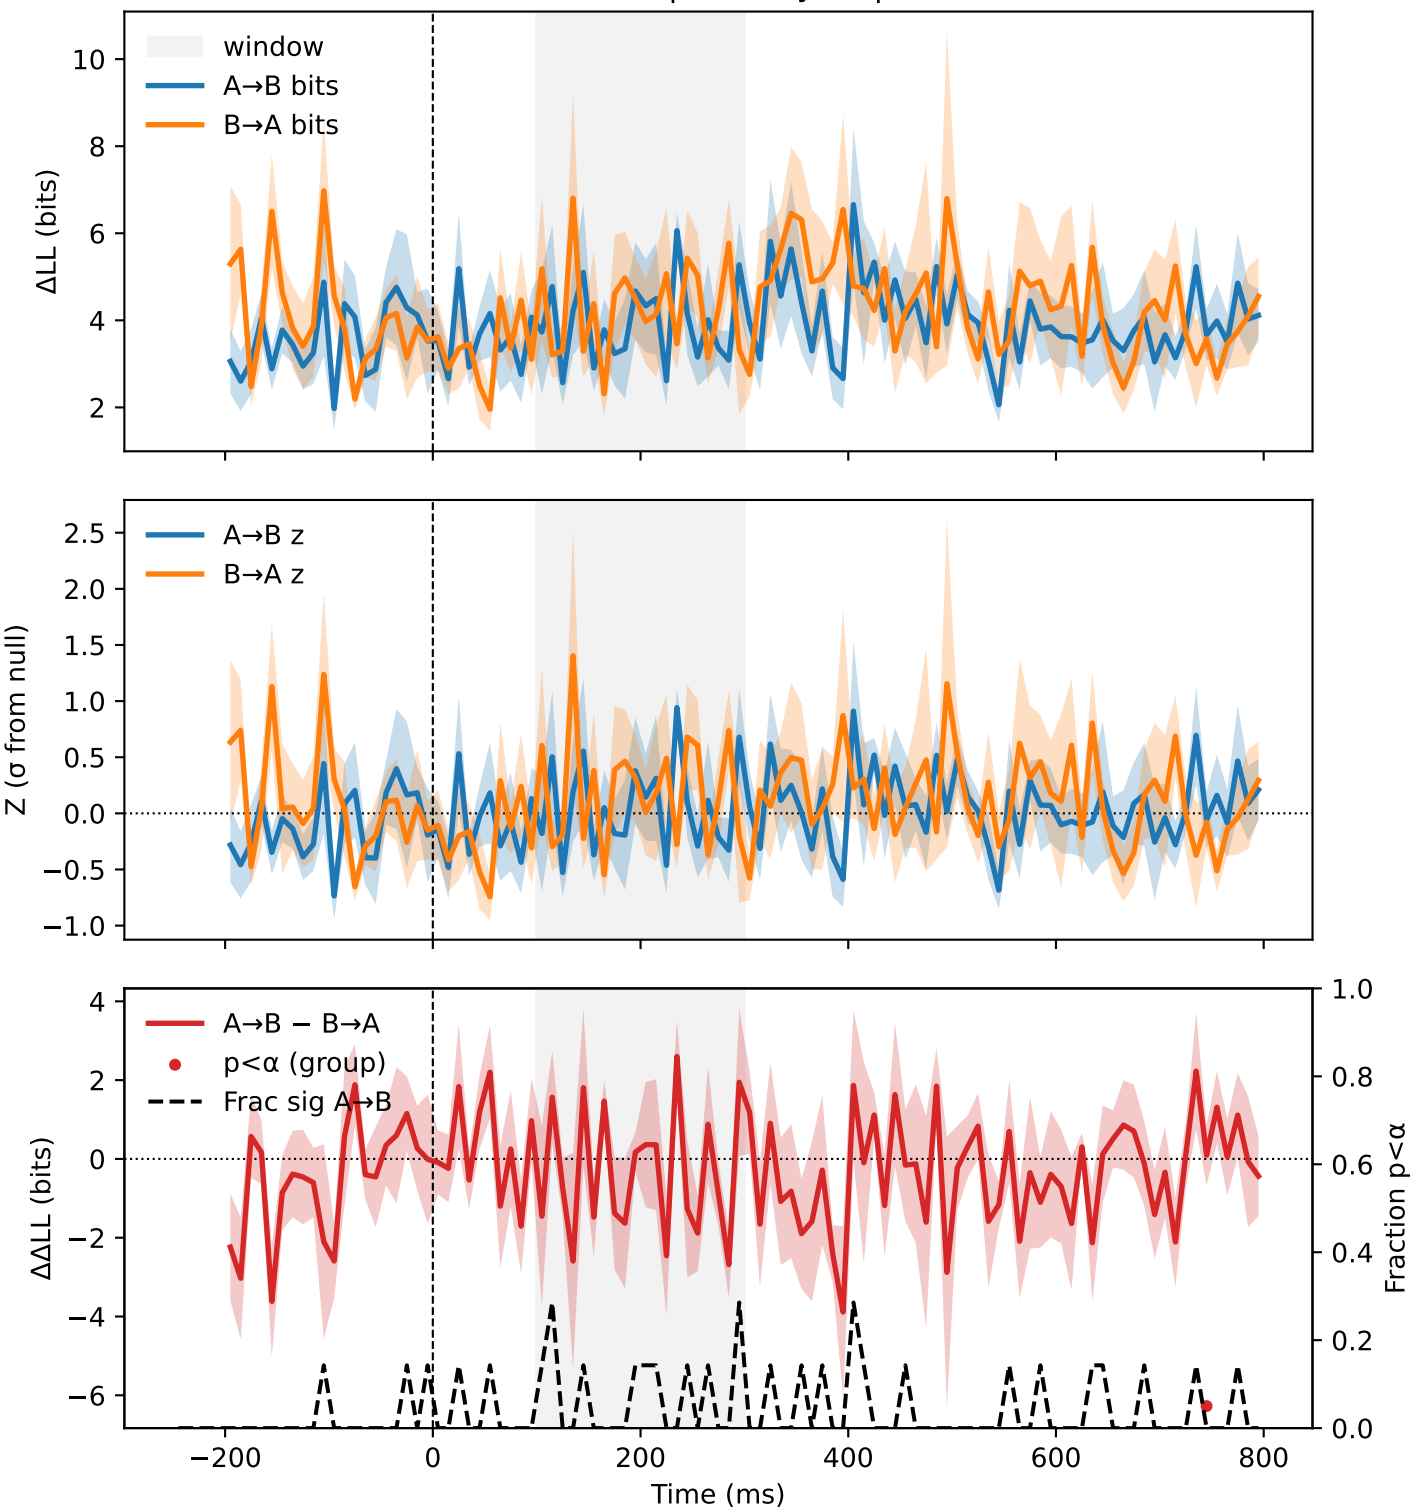 10
8
6
4
2
ΔLL (bits)
window
A→B bits
B→A bits
2.5
2.0
1.5
1.0
0.5
0.0
−0.5
−1.0
Z (σ from null)
A→B z
B→A z
4
2
0
−2
−4
−6
ΔΔLL (bits)
A→B − B→A
p<α (group)
Frac sig A→B
1.0
0.8
0.6
0.4
0.2
0.0
Fraction p<α
−200 0 200 400 600 800
Time (ms)